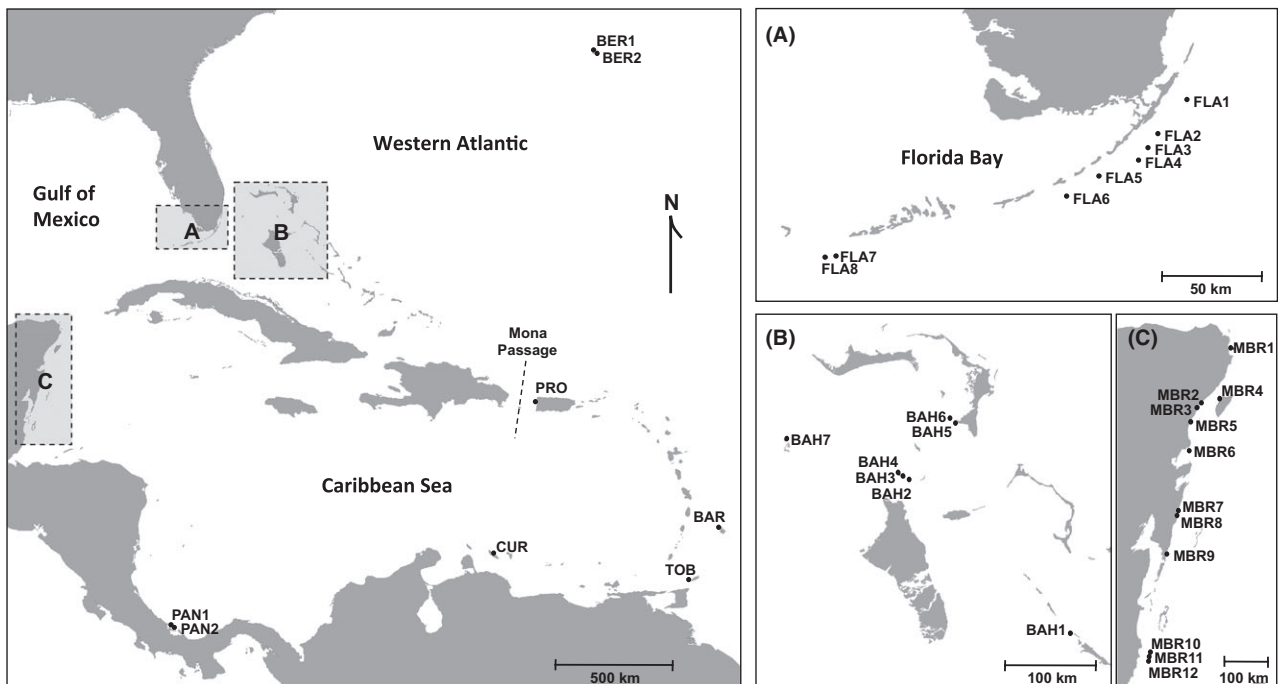 BER1
BER2
Western Atlantic
Gulf of
Mexico
A
B
N
C
Mona
Passage
PRO
Caribbean Sea
BAR
CUR
TOB
PAN1
PAN2
500 km
(A)
FLA1
FLA2
FLA3
FLA4
Florida Bay
FLA5
FLA6
FLA7
FLA8
50 km
(B)
BAH6
BAH5
BAH7
BAH4
BAH3
BAH2
BAH1
100 km
(C)
MBR1
MBR2
MBR4
MBR3
MBR5
MBR6
MBR7
MBR8
MBR9
MBR10
MBR11
MBR12
100 km